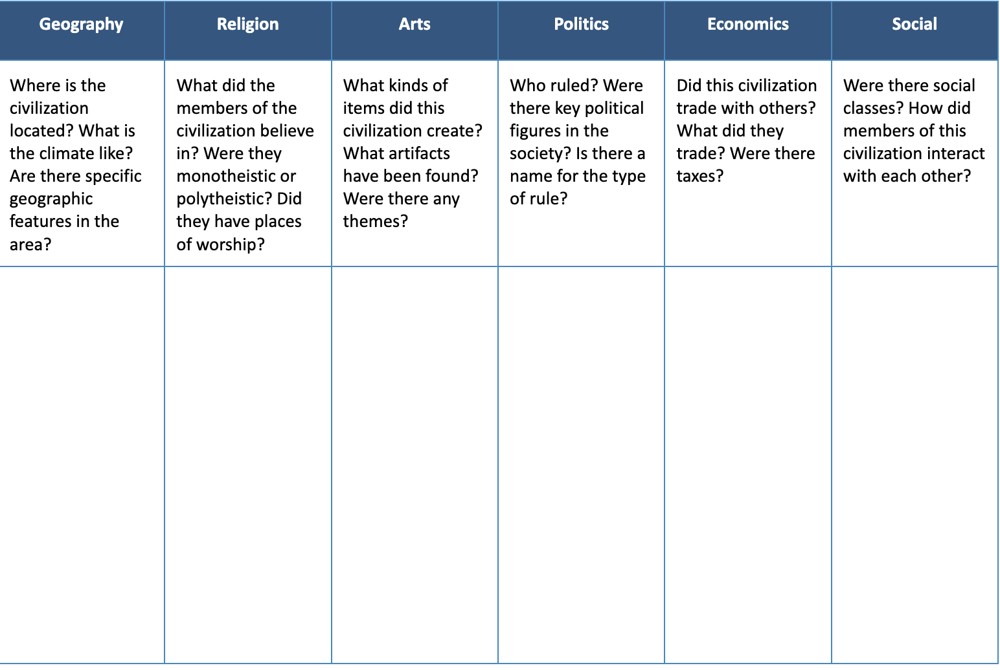 Geography
Religion
Arts
Politics
Economics
Social
Where is the
civilization
located? What is
the climate like?
Are there specific
geographic
features in the
area?
What did the
members of the
civilization believe
in? Were they
monotheistic or
polytheistic? Did
they have places
of worship?
What kinds of
items did this
civilization create?
What artifacts
have been found?
Were there any
themes?
Who ruled? Were
there key political
figures in the
society? Is there a
name for the type
of rule?
Did this civilization
trade with others?
What did they
trade? Were there
taxes?
Were there social
classes? How did
members of this
civilization interact
with each other?